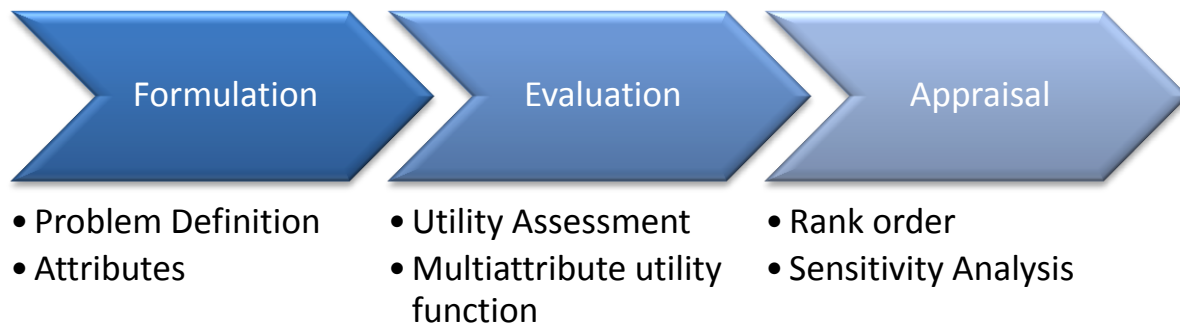 Formulation
Evaluation
Appraisal
• Problem Definition
• Attributes
• Utility Assessment
• Multiattribute utility
function
• Rank order
• Sensitivity Analysis